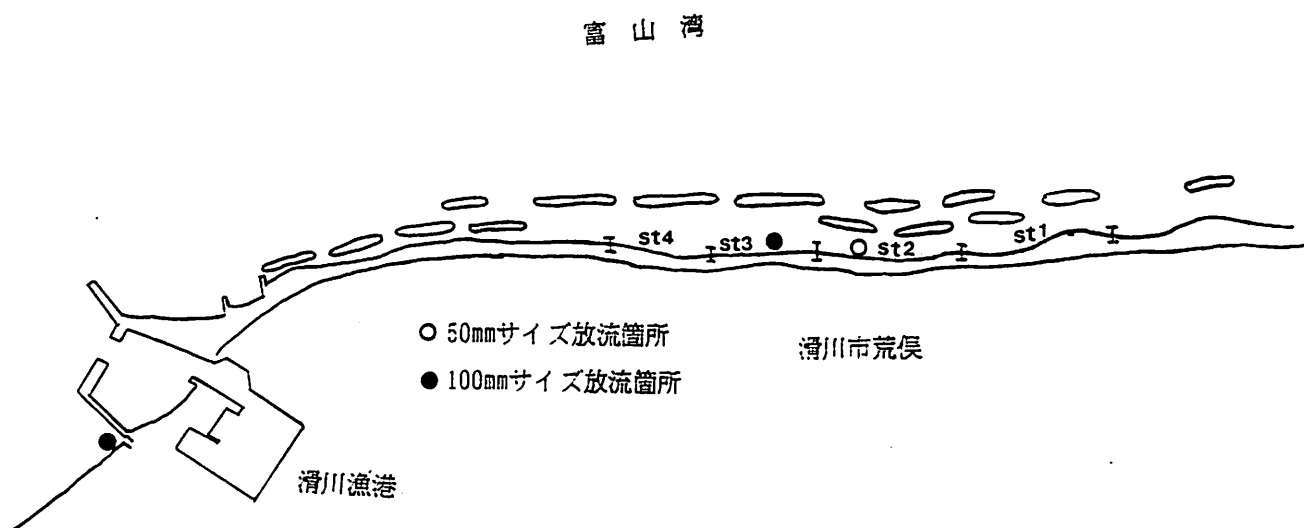 富山湾
st4 st3 st2 st1
○ 50mmサイズ放流箇所
滑川市荒俣
● 100mmサイズ放流箇所
滑川漁港